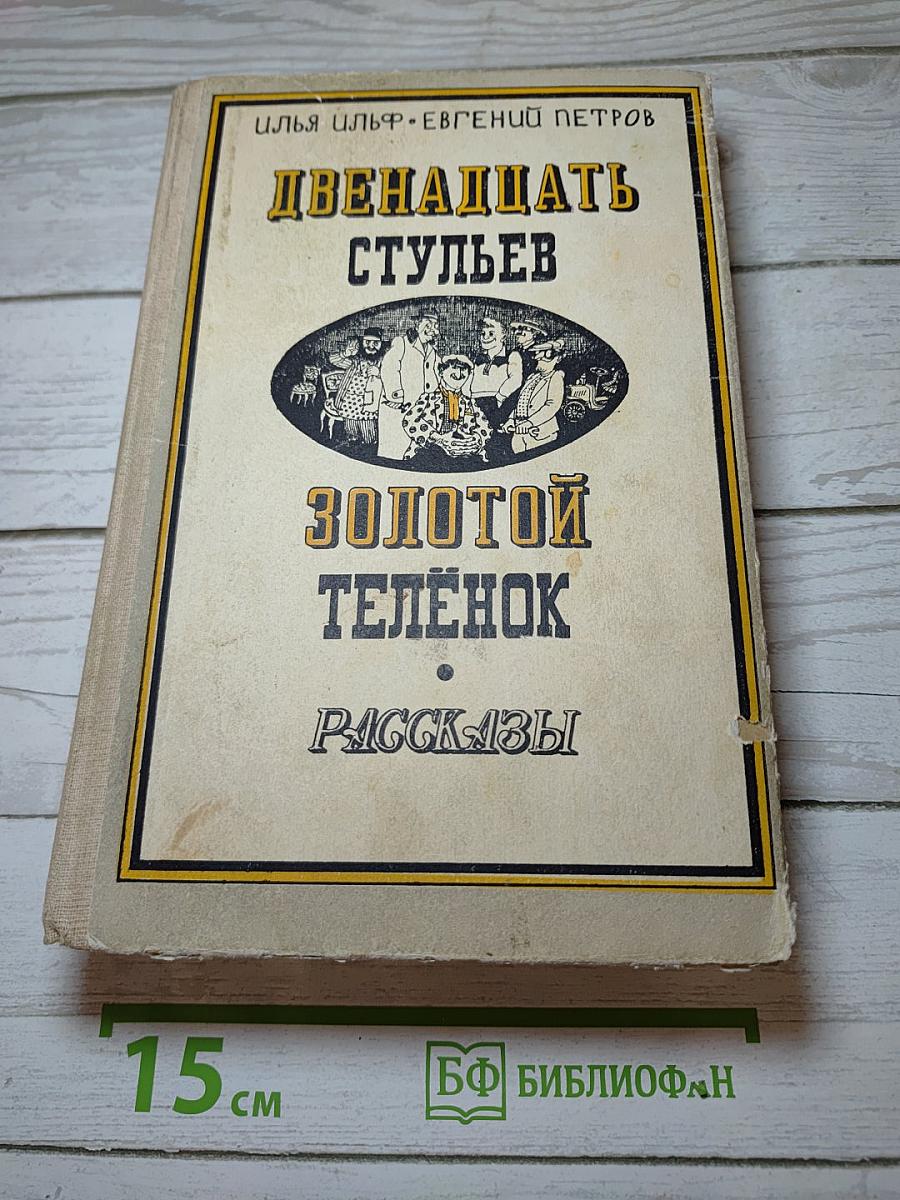 ИЛЬЯ ИЛЬФ • ЕВГЕНИЙ ПЕТРОВ
ДВЕНАДЦАТЬ
СТУЛЬЕВ
ЗОЛОТОЙ
ТЕЛЁНОК
•
РАССКАЗЫ
15 см
БФ БИБЛИОФАН